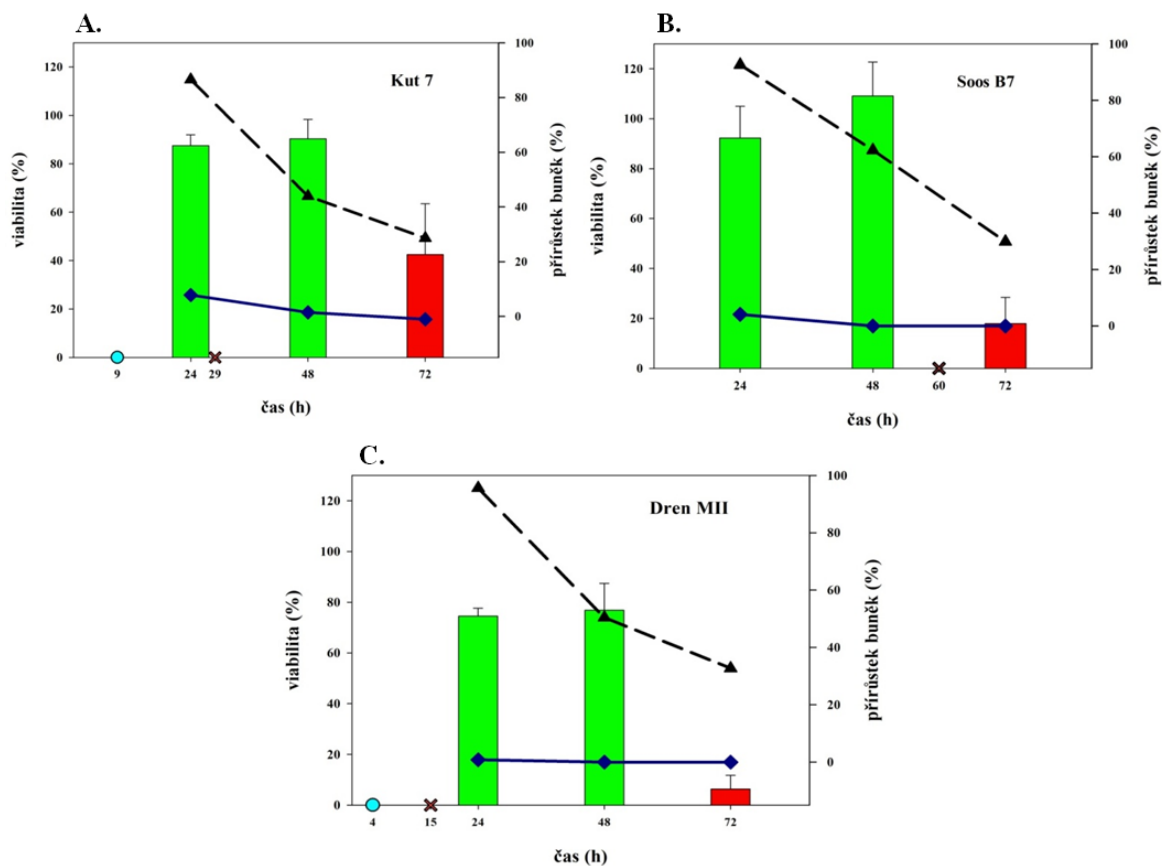 A.
Kut 7
viabilita (%)
120
100
80
60
40
20
0
100
80
60
40
20
0
přírůstek buněk (%)
9 24 29 48 72
čas (h)
B.
Soos B7
viabilita (%)
120
100
80
60
40
20
0
100
80
60
40
20
0
přírůstek buněk (%)
24 48 60 72
čas (h)
C.
Dren MII
viabilita (%)
120
100
80
60
40
20
0
100
80
60
40
20
0
přírůstek buněk (%)
4 15 24 48 72
čas (h)